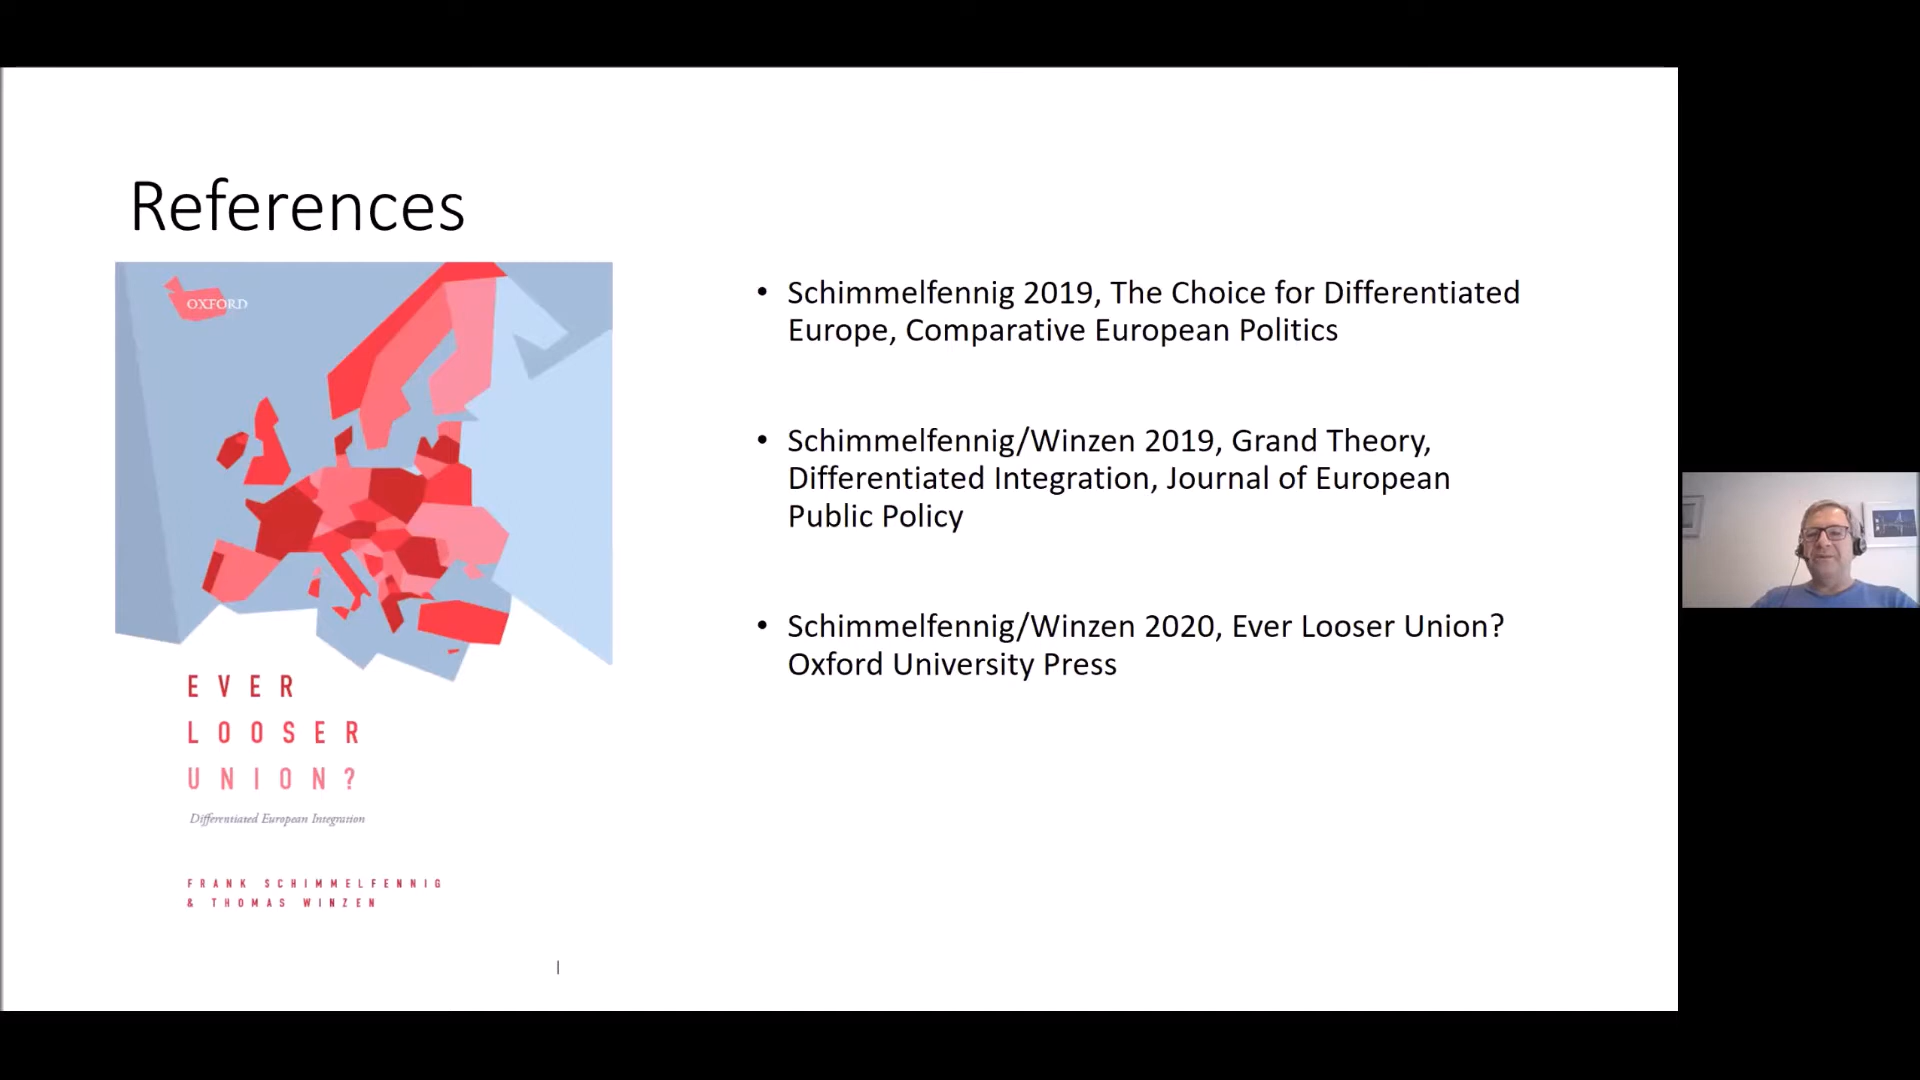 References
OXFORD
EVER
LOOSER
UNION?
Differentiated European Integration
FRANK SCHIMMELFENNIG
& THOMAS WINZEN
• Schimmelfennig 2019, The Choice for Differentiated
Europe, Comparative European Politics
• Schimmelfennig/Winzen 2019, Grand Theory,
Differentiated Integration, Journal of European
Public Policy
• Schimmelfennig/Winzen 2020, Ever Looser Union?
Oxford University Press